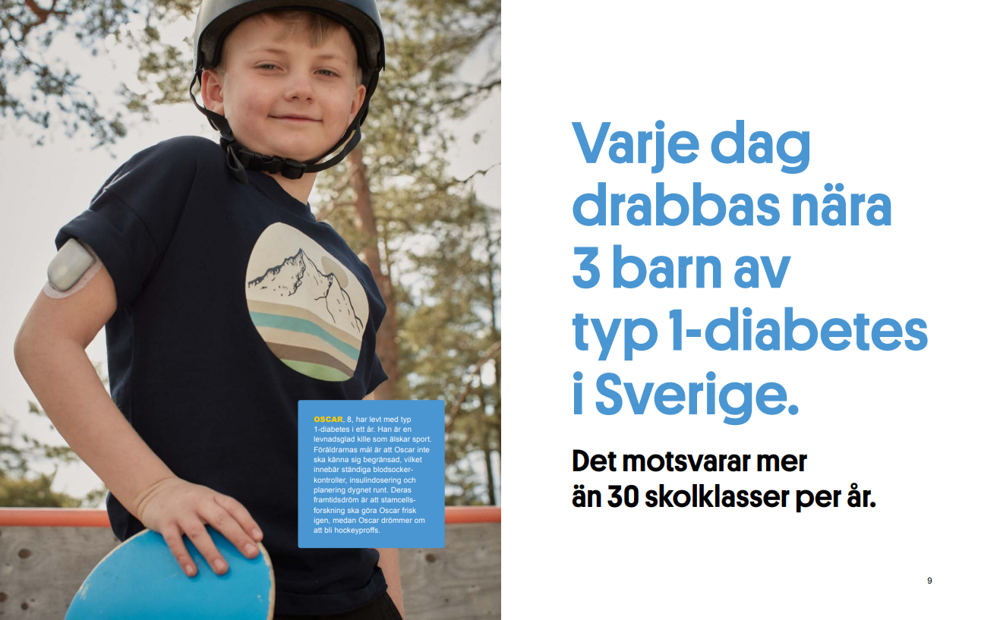 OSCAR, 8, har levt med typ
1-diabetes i ett år. Han är en
levnadsglad kille som älskar sport.
Föräldrarnas mål är att Oscar inte
ska känna sig begränsad, vilket
innebär ständiga blodsocker-
kontroller, insulindosering och
planering dygnet runt. Deras
framtidsdröm är att stamcells-
forskning ska göra Oscar frisk
igen, medan Oscar drömmer om
att bli hockeyproffs.
Varje dag
drabbas nära
3 barn av
typ 1-diabetes
i Sverige.
Det motsvarar mer
än 30 skolklasser per år.
9